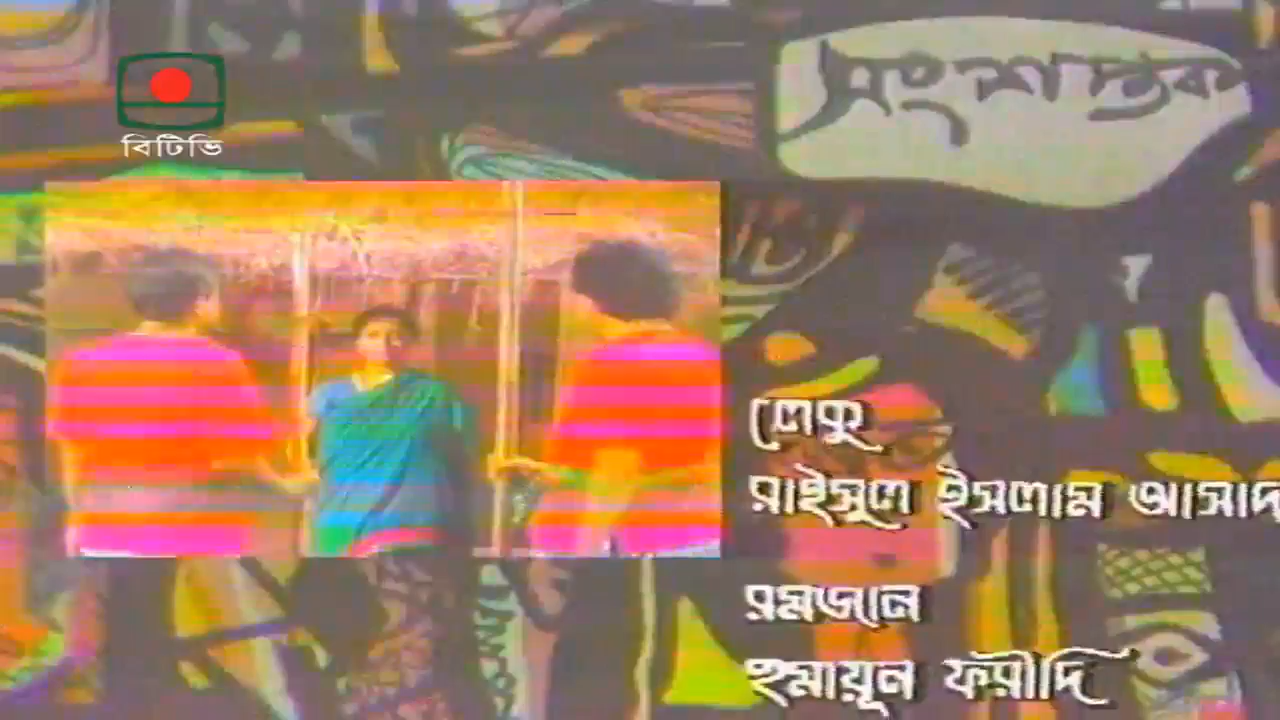 সংশপ্তক
বিটিভি
লেকু
রাইসুল ইসলাম আসাদ
রমজান
হুমায়ূন ফরীদি